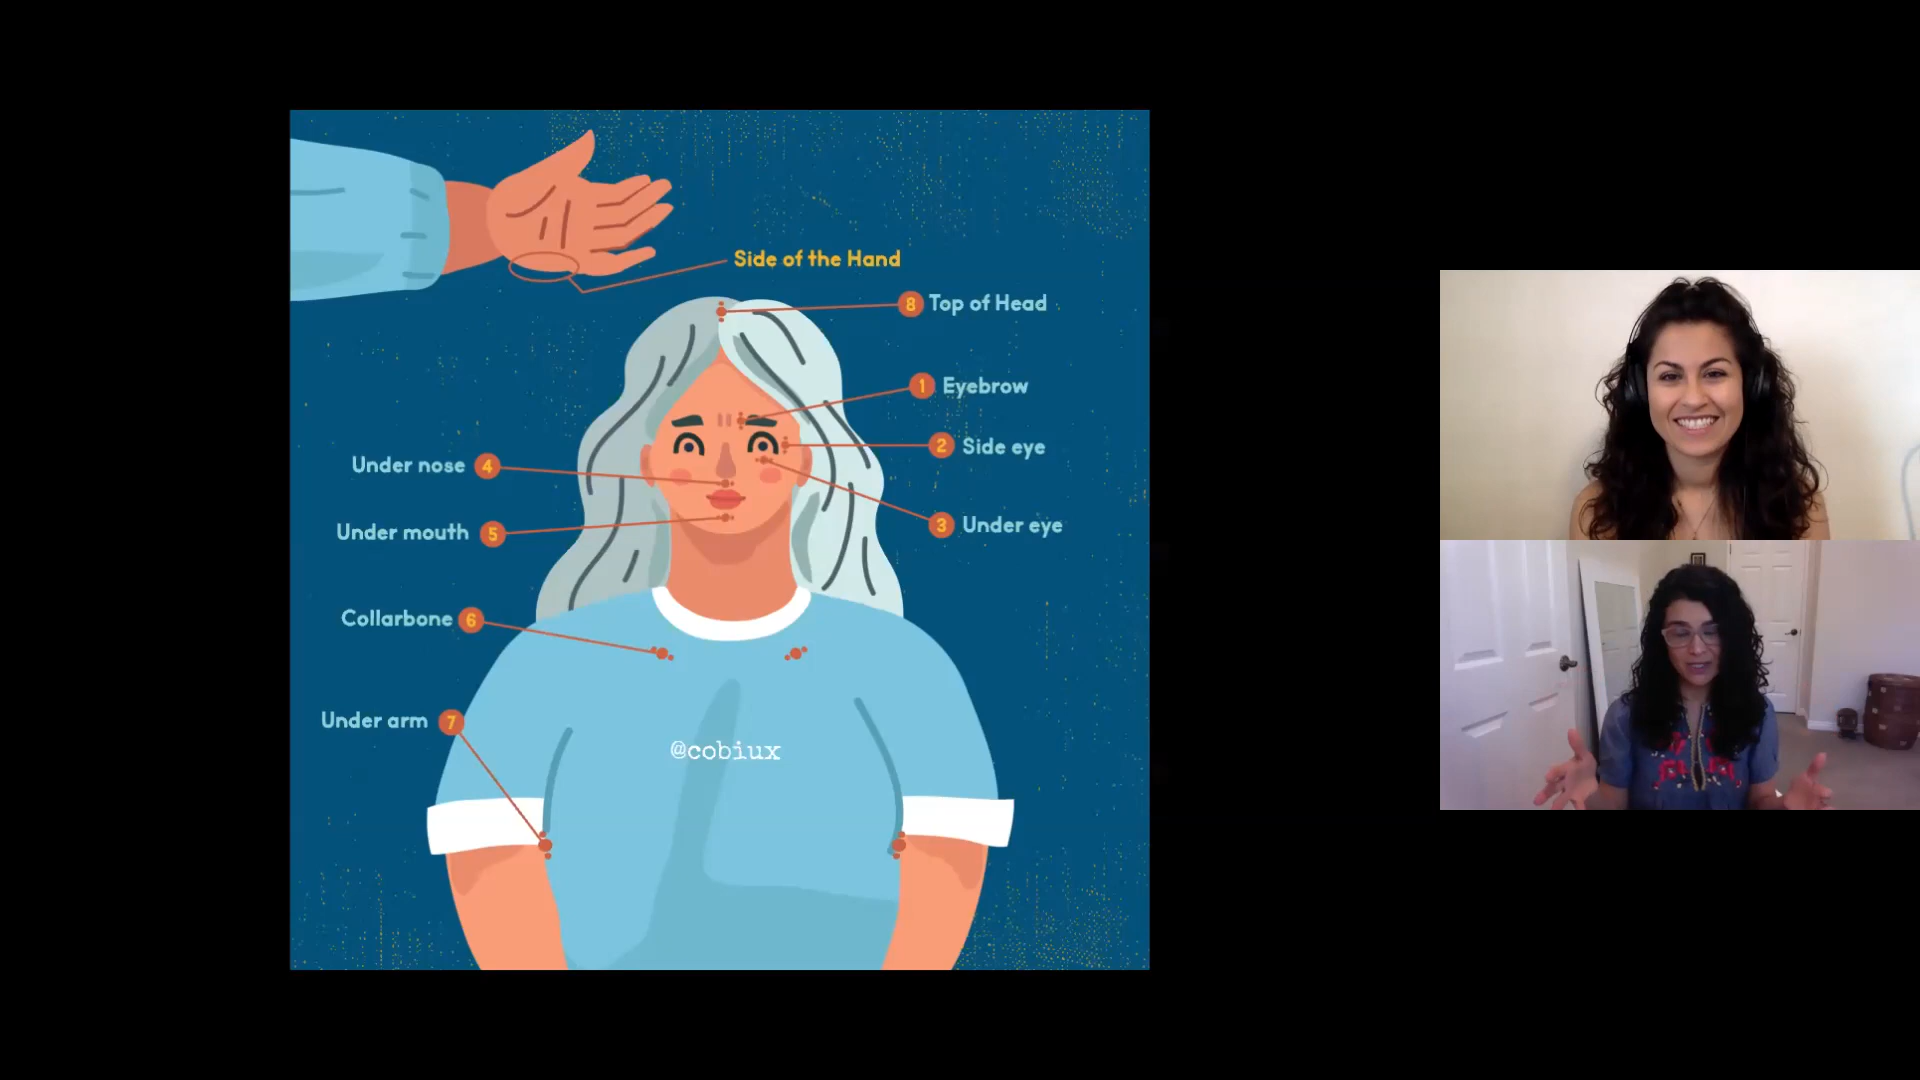 Side of the Hand
8 Top of Head
1 Eyebrow
2 Side eye
Under nose 4
3 Under eye
Under mouth 5
Collarbone 6
Under arm 7
@cobiux